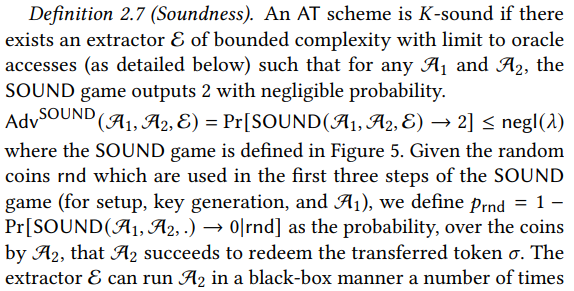 Definition 2.7 (Soundness). An AT scheme is K-sound if there
exists an extractor ℰ of bounded complexity with limit to oracle
accesses (as detailed below) such that for any 𝒜₁ and 𝒜₂, the
SOUND game outputs 2 with negligible probability.
Adv^SOUND(𝒜₁, 𝒜₂, ℰ) = Pr[SOUND(𝒜₁, 𝒜₂, ℰ) → 2] ≤ negl(λ)
where the SOUND game is defined in Figure 5. Given the random
coins rnd which are used in the first three steps of the SOUND
game (for setup, key generation, and 𝒜₁), we define p_rnd = 1 −
Pr[SOUND(𝒜₁, 𝒜₂, .) → 0|rnd] as the probability, over the coins
by 𝒜₂, that 𝒜₂ succeeds to redeem the transferred token σ. The
extractor ℰ can run 𝒜₂ in a black-box manner a number of times